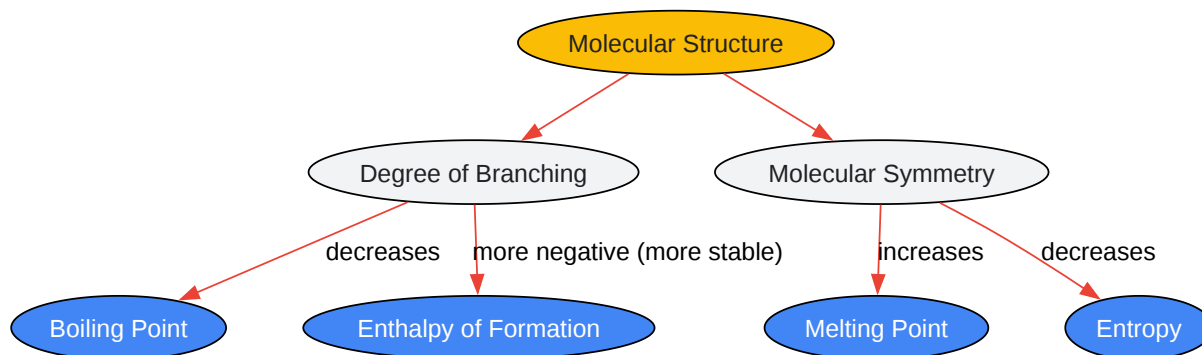 Molecular Structure
Degree of Branching
Molecular Symmetry
decreases
more negative (more stable)
increases
decreases
Boiling Point
Enthalpy of Formation
Melting Point
Entropy